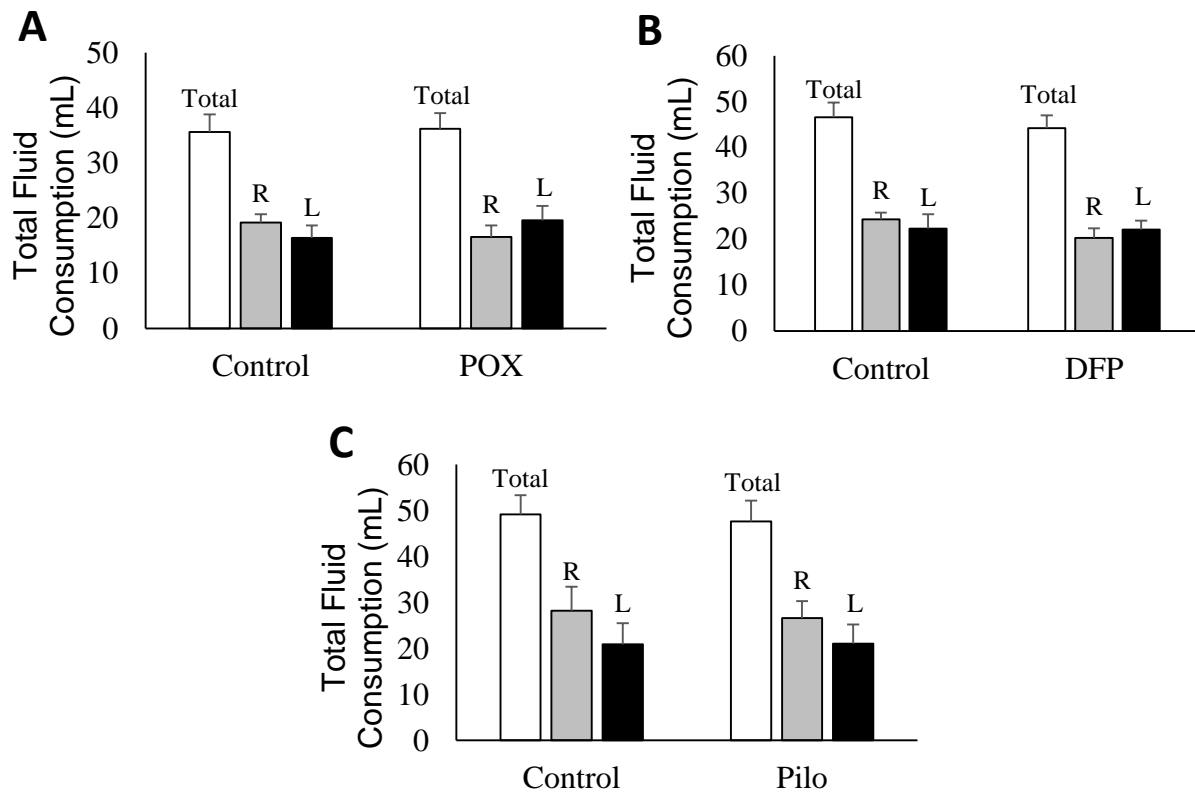 A
Total Fluid
Consumption (mL)
50
40
30
20
10
0
Total
R
L
Total
R
L
Control
POX
B
Total Fluid
Consumption (mL)
60
50
40
30
20
10
0
Total
R
L
Total
R
L
Control
DFP
C
Total Fluid
Consumption (mL)
60
50
40
30
20
10
0
Total
R
L
Total
R
L
Control
Pilo